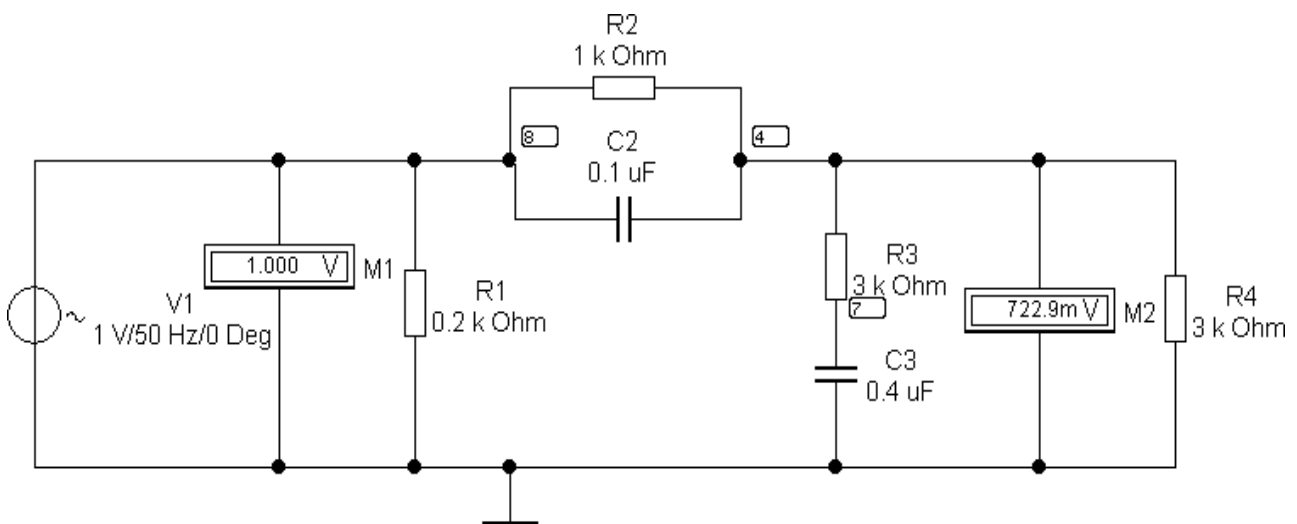 R2
1 k Ohm
8
4
C2
0.1 uF
1.000 V
M1
V1
1 V/50 Hz/0 Deg
R1
0.2 k Ohm
R3
3 k Ohm
7
C3
0.4 uF
722.9m V
M2
R4
3 k Ohm